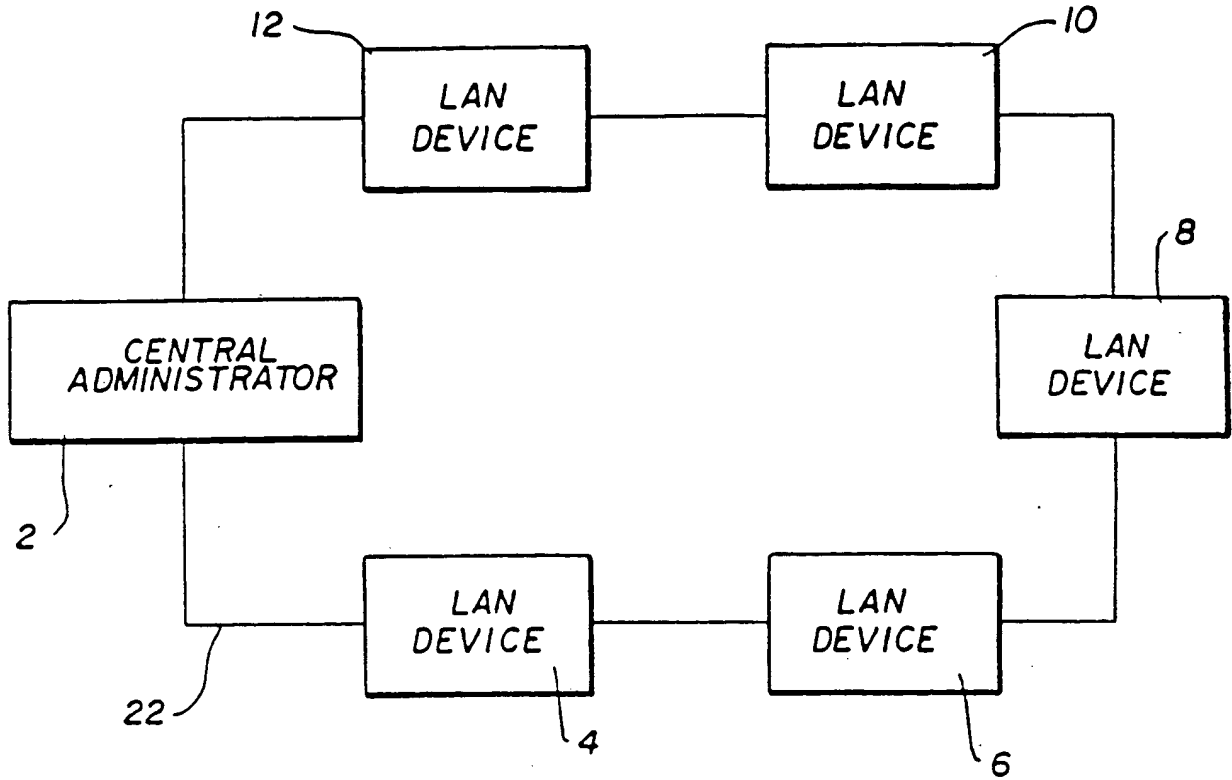 12
10
LAN
DEVICE
LAN
DEVICE
8
CENTRAL
ADMINISTRATOR
LAN
DEVICE
2
LAN
DEVICE
LAN
DEVICE
22
4
6